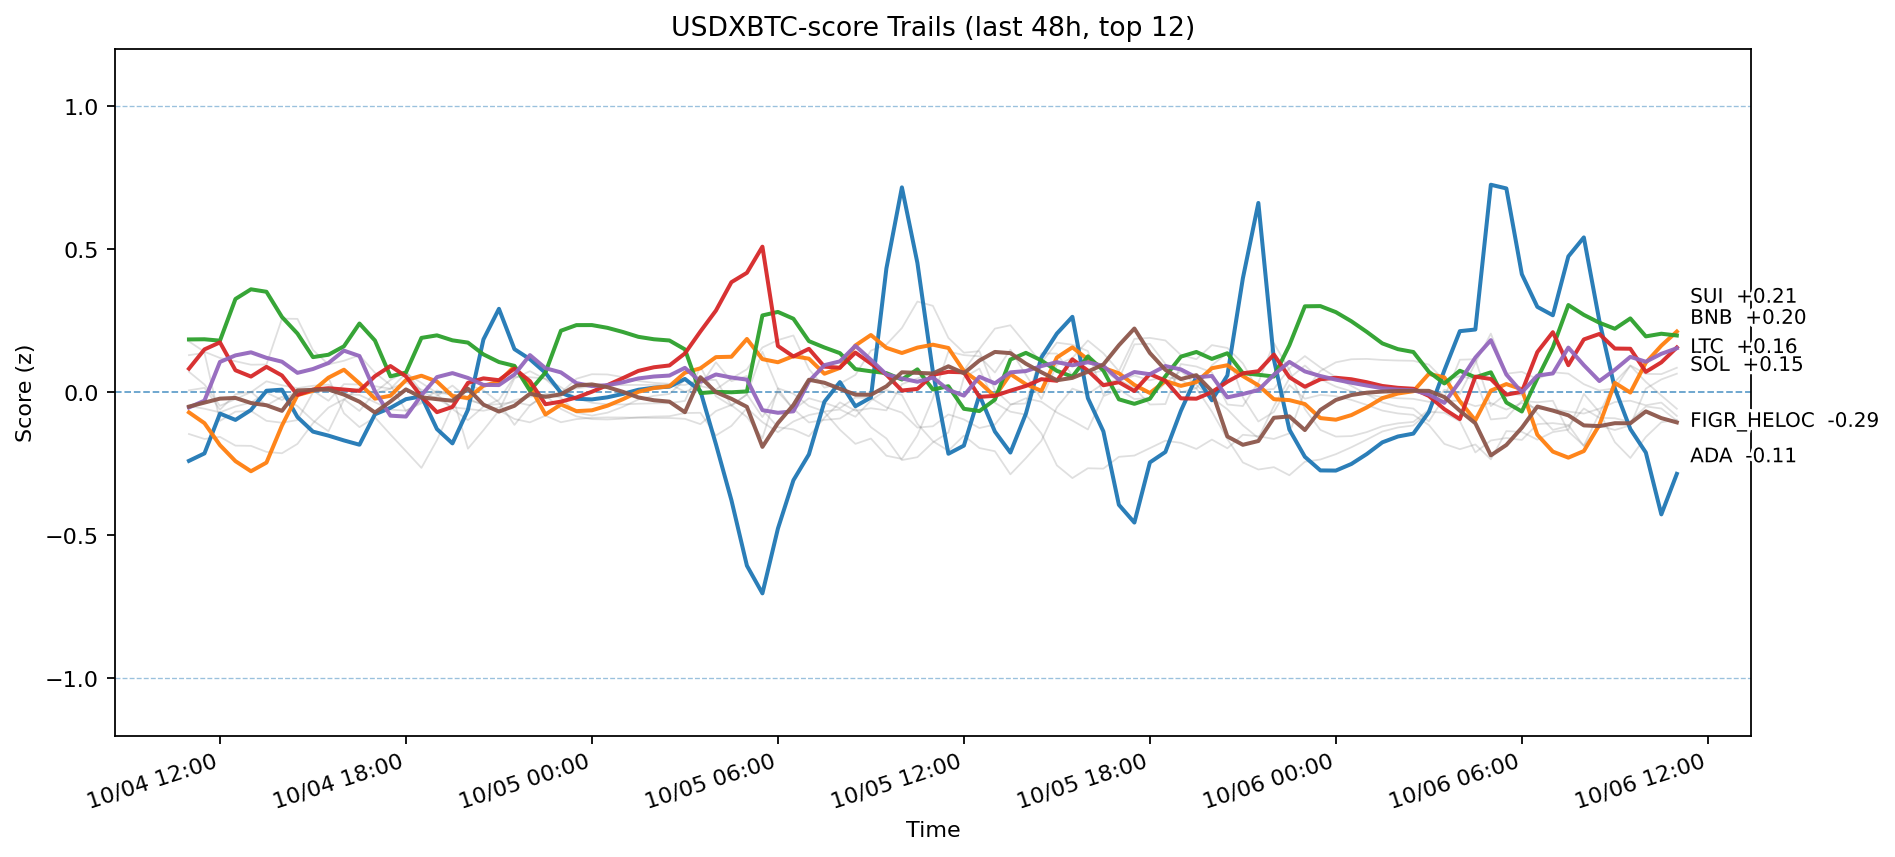 USDXBTC-score Trails (last 48h, top 12)
Score (z)
1.0
0.5
0.0
−0.5
−1.0
SUI  +0.21
BNB  +0.20
LTC  +0.16
SOL  +0.15
FIGR_HELOC  -0.29
ADA  -0.11
10/04 12:00
10/04 18:00
10/05 00:00
10/05 06:00
10/05 12:00
10/05 18:00
10/06 00:00
10/06 06:00
10/06 12:00
Time